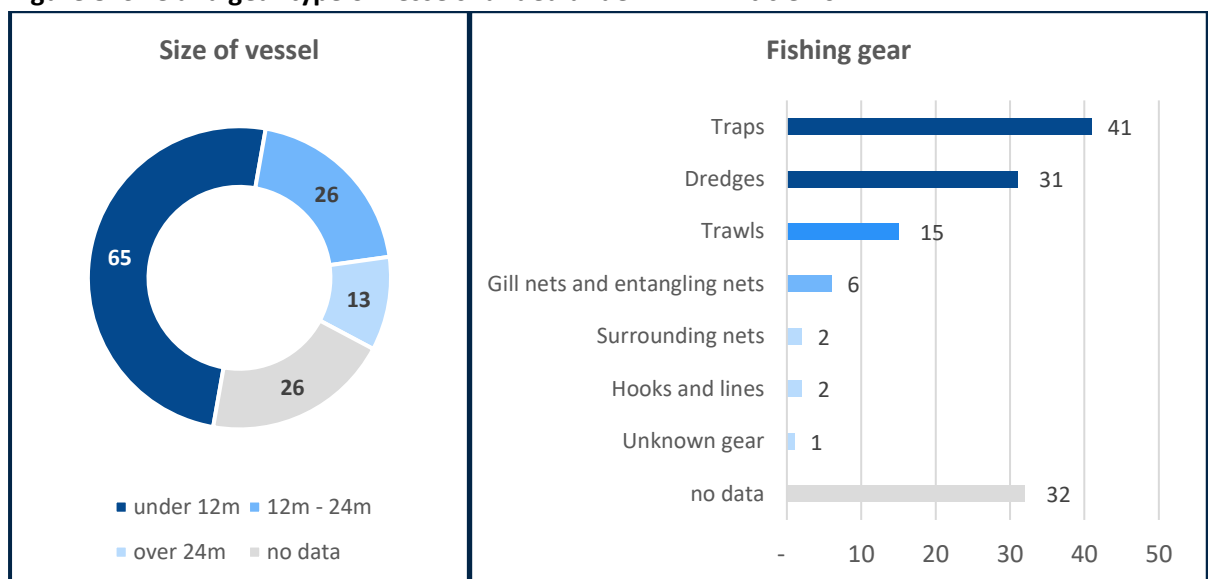 Size of vessel
26
65
13
26
under 12m 12m - 24m
over 24m no data
Fishing gear
Traps 41
Dredges 31
Trawls 15
Gill nets and entangling nets 6
Surrounding nets 2
Hooks and lines 2
Unknown gear 1
no data 32
- 10 20 30 40 50